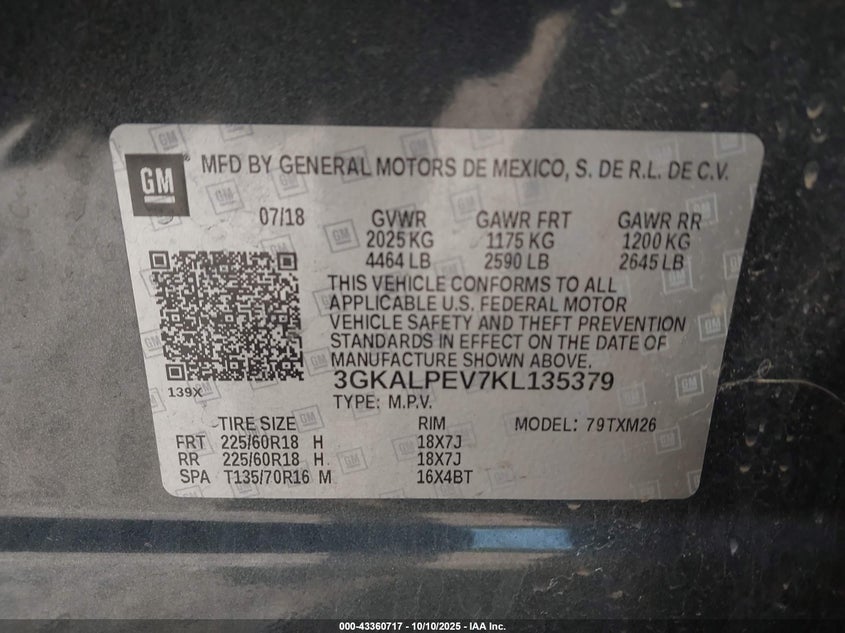 GM
MFD BY GENERAL MOTORS DE MEXICO, S. DE R.L. DE C.V.
07/18 GVWR GAWR FRT GAWR RR
2025 KG 1175 KG 1200 KG
4464 LB 2590 LB 2645 LB
THIS VEHICLE CONFORMS TO ALL
APPLICABLE U.S. FEDERAL MOTOR
VEHICLE SAFETY AND THEFT PREVENTION
STANDARDS IN EFFECT ON THE DATE OF
MANUFACTURE SHOWN ABOVE.
3GKALPEV7KL135379
139X
TYPE: M.P.V.
TIRE SIZE RIM MODEL: 79TXM26
FRT 225/60R18 H 18X7J
RR 225/60R18 H 18X7J
SPA T135/70R16 M 16X4BT
000-43360717 - 10/10/2025 - IAA Inc.